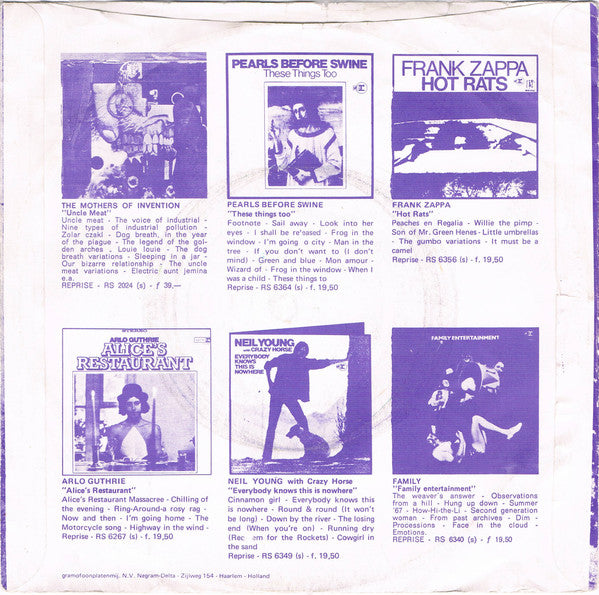 PEARLS BEFORE SWINE
These Things Too
FRANK ZAPPA
HOT RATS
THE MOTHERS OF INVENTION
"Uncle Meat"
Uncle meat - The voice of industrial -
Nine types of industrial pollution -
Zolar czakl - Dog breath, in the year
of the plague - The legend of the gol-
den arches - Louie louie - The dog
breath variations - Sleeping in a jar -
Our bizarre relationship - The uncle
meat variations - Electric aunt jemina
e.a.
REPRISE - RS 2024 (s) - f 39,—
PEARLS BEFORE SWINE
"These things too"
Footnote - Sail away - Look into her
eyes - I shall be re'eased - Frog in the
window - I'm going o city - Man in the
tree - If you don't want to (I don't
mind) - Green and blue - Mon amour -
Wizard of - Frog in the window - When I
was a child - These things to
Reprise - RS 6364 (s) - f. 19,50
FRANK ZAPPA
"Hot Rats"
Peaches en Regalia - Willie the pimp -
Son of Mr. Green Henes - Little umbrellas
- The gumbo variations - It must be a
camel
Reprise - RS 6356 (s) - f. 19,50
STEREO
ARLO GUTHRIE
ALICE'S
RESTAURANT
NEIL YOUNG
with CRAZY HORSE
EVERYBODY
KNOWS
THIS IS
NOWHERE
FAMILY ENTERTAINMENT
ARLO GUTHRIE
"Alice's Restaurant"
Alice's Restaurant Massacree - Chilling of
the evening - Ring-Around-a rosy rag -
Now and then - I'm going home - The
Motorcycle song - Highway in the wind -
Reprise - RS 6267 (s) - f. 19,50
NEIL YOUNG with Crazy Horse
"Everybody knows this is nowhere"
Cinnamon girl - Everybody knows this
is nowhere - Round & round (It won't
be long) - Down by the river - The losing
end (When you're on) - Running dry
(Rec em for the Rockets) - Cowgirl in
the sand
Reprise - RS 6349 (s) - f. 19,50
FAMILY
"Family entertainment"
The weaver's answer - Observations
from a hill - Hung up down - Summer
'67 - How-Hi-the-Li - Second generation
woman - From past archives - Dim -
Processions - Face in the cloud -
Emotions.
REPRISE - RS 6340 (s) - f 19,50
gramofoonplatenmij. N.V. Negram-Delta - Zijlweg 154 - Haarlem - Holland